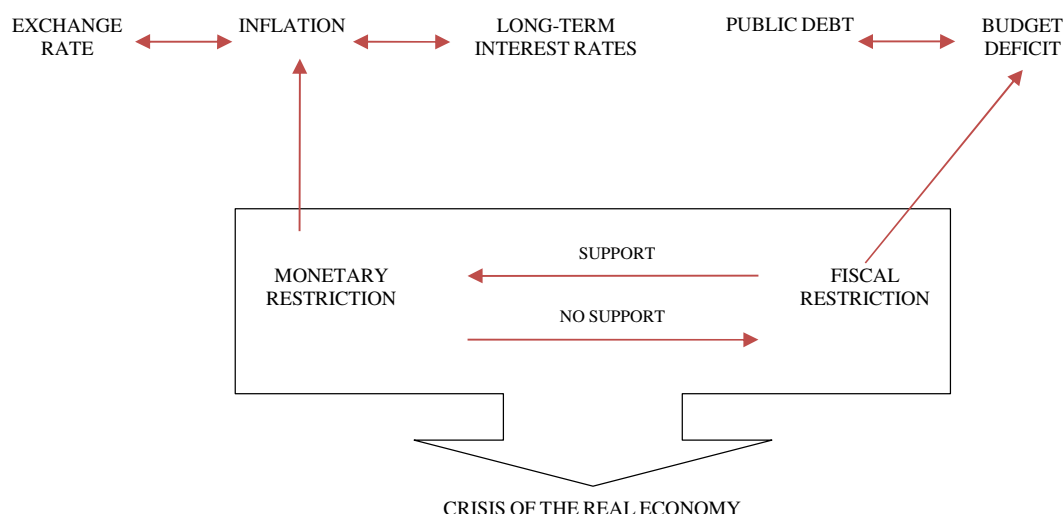 EXCHANGE
RATE
INFLATION
LONG-TERM
INTEREST RATES
PUBLIC DEBT
BUDGET
DEFICIT
SUPPORT
MONETARY
RESTRICTION
FISCAL
RESTRICTION
NO SUPPORT
CRISIS OF THE REAL ECONOMY